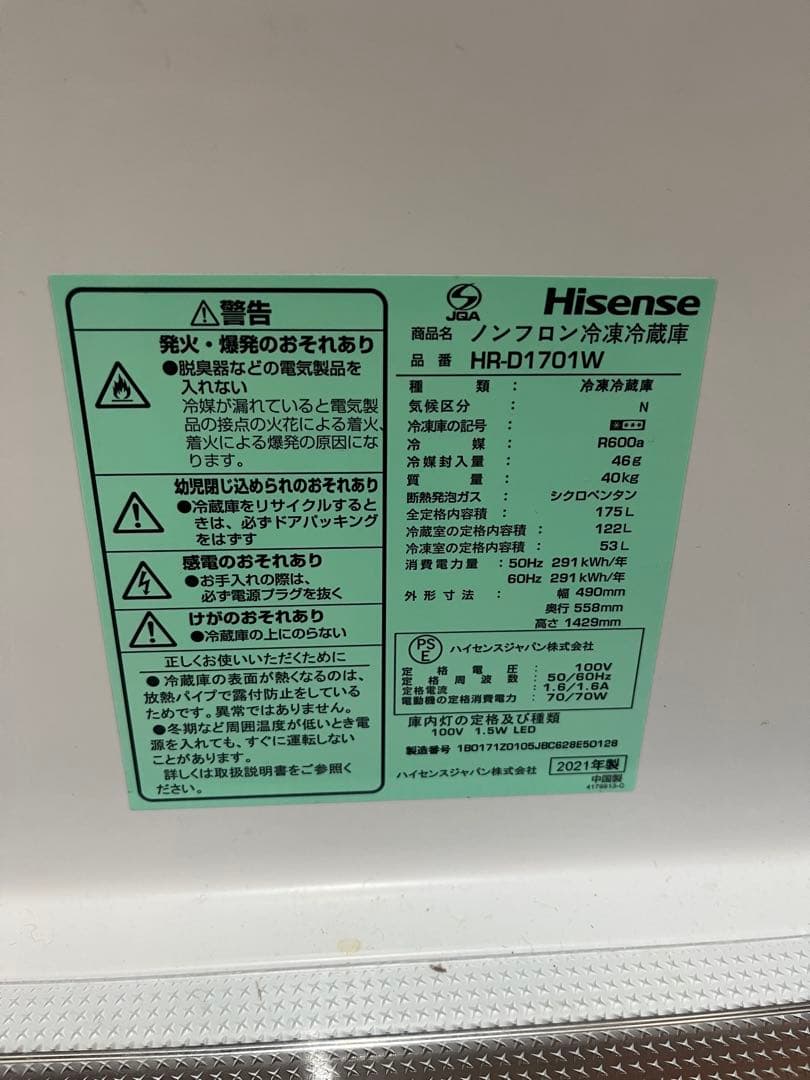 ⚠警告
発火・爆発のおそれあり
●脱臭器などの電気製品を
入れない
冷媒が漏れていると電気製
品の接点の火花による着火、
着火による爆発の原因にな
ります。
幼児閉じ込められのおそれあり
●冷蔵庫をリサイクルすると
きは、必ずドアパッキング
をはずす
感電のおそれあり
●お手入れの際は、
必ず電源プラグを抜く
けがのおそれあり
●冷蔵庫の上にのらない
正しくお使いいただくために
●冷蔵庫の表面が熱くなるのは、
放熱パイプで露付防止をしている
ためです。異常ではありません。
●冬期など周囲温度が低いとき電
源を入れても、すぐに運転しない
ことがあります。
詳しくは取扱説明書をご参照く
ださい。
JQA Hisense
商品名 ノンフロン冷凍冷蔵庫
品番 HR-D1701W
種類： 冷凍冷蔵庫
気候区分： N
冷凍庫の記号：
冷媒： R600a
冷媒封入量： 46g
質量： 40kg
断熱発泡ガス： シクロペンタン
全定格内容積： 175L
冷蔵室の定格内容積： 122L
冷凍室の定格内容積： 53L
消費電力量：50Hz 291kWh/年
60Hz 291kWh/年
外形寸法： 幅 490mm
奥行 558mm
高さ 1429mm
PSE ハイセンスジャパン株式会社
定格電圧： 100V
定格周波数： 50/60Hz
定格電流： 1.6/1.6A
電動機の定格消費電力： 70/70W
庫内灯の定格及び種類
100V 1.5W LED
製造番号 1B0171Z0105JBC628E50128
ハイセンスジャパン株式会社 2021年製
中国製